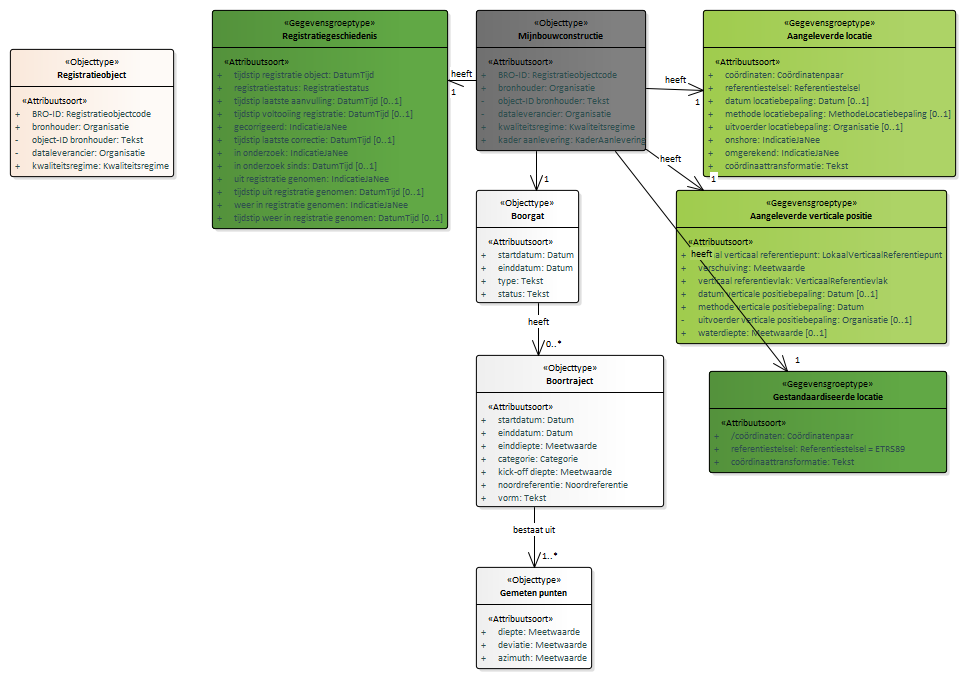 «Objecttype»
Registratieobject
«Attribuutsoort»
+ BRO-ID: Registratieobjectcode
+ bronhouder: Organisatie
- object-ID bronhouder: Tekst
- dataleverancier: Organisatie
+ kwaliteitsregime: Kwaliteitsregime
«Gegevensgroeptype»
Registratiegeschiedenis
«Attribuutsoort»
+ tijdstip registratie object: DatumTijd
+ registratiestatus: Registratiestatus
+ tijdstip laatste aanvulling: DatumTijd [0..1]
+ tijdstip voltooiing registratie: DatumTijd [0..1]
+ gecorrigeerd: IndicatieJaNee
+ tijdstip laatste correctie: DatumTijd [0..1]
+ in onderzoek: IndicatieJaNee
+ in onderzoek sinds: DatumTijd [0..1]
+ uit registratie genomen: IndicatieJaNee
+ tijdstip uit registratie genomen: DatumTijd [0..1]
+ weer in registratie genomen: IndicatieJaNee
+ tijdstip weer in registratie genomen: DatumTijd [0..1]
heeft
1
«Objecttype»
Mijnbouwconstructie
«Attribuutsoort»
+ BRO-ID: Registratieobjectcode
+ bronhouder: Organisatie
- object-ID bronhouder: Tekst
- dataleverancier: Organisatie
+ kwaliteitsregime: Kwaliteitsregime
+ kader aanlevering: KaderAanlevering
heeft
1
«Gegevensgroeptype»
Aangeleverde locatie
«Attribuutsoort»
+ coördinaten: Coördinatenpaar
+ referentiestelsel: Referentiestelsel
+ datum locatiebepaling: Datum [0..1]
+ methode locatiebepaling: MethodeLocatiebepaling [0..1]
+ uitvoerder locatiebepaling: Organisatie [0..1]
+ onshore: IndicatieJaNee
+ omgerekend: IndicatieJaNee
+ coördinaattransformatie: Tekst
heeft
1
1
«Objecttype»
Boorgat
«Attribuutsoort»
+ startdatum: Datum
+ einddatum: Datum
+ type: Tekst
+ status: Tekst
«Gegevensgroeptype»
Aangeleverde verticale positie
«Attribuutsoort»
+ al verticaal referentiepunt: LokaalVerticaalReferentiepunt
heeft
+ verschuiving: Meetwaarde
+ verticaal referentievlak: VerticaalReferentievlak
+ datum verticale positiebepaling: Datum [0..1]
+ methode verticale positiebepaling: Datum
- uitvoerder verticale positiebepaling: Organisatie [0..1]
+ waterdiepte: Meetwaarde [0..1]
heeft
0..*
1
«Objecttype»
Boortraject
«Attribuutsoort»
+ startdatum: Datum
+ einddatum: Datum
+ einddiepte: Meetwaarde
+ categorie: Categorie
+ kick-off diepte: Meetwaarde
+ noordreferentie: Noordreferentie
+ vorm: Tekst
«Gegevensgroeptype»
Gestandaardiseerde locatie
«Attribuutsoort»
+ /coördinaten: Coördinatenpaar
+ referentiestelsel: Referentiestelsel = ETRS89
+ coördinaattransformatie: Tekst
bestaat uit
1..*
«Objecttype»
Gemeten punten
«Attribuutsoort»
+ diepte: Meetwaarde
+ deviatie: Meetwaarde
+ azimuth: Meetwaarde